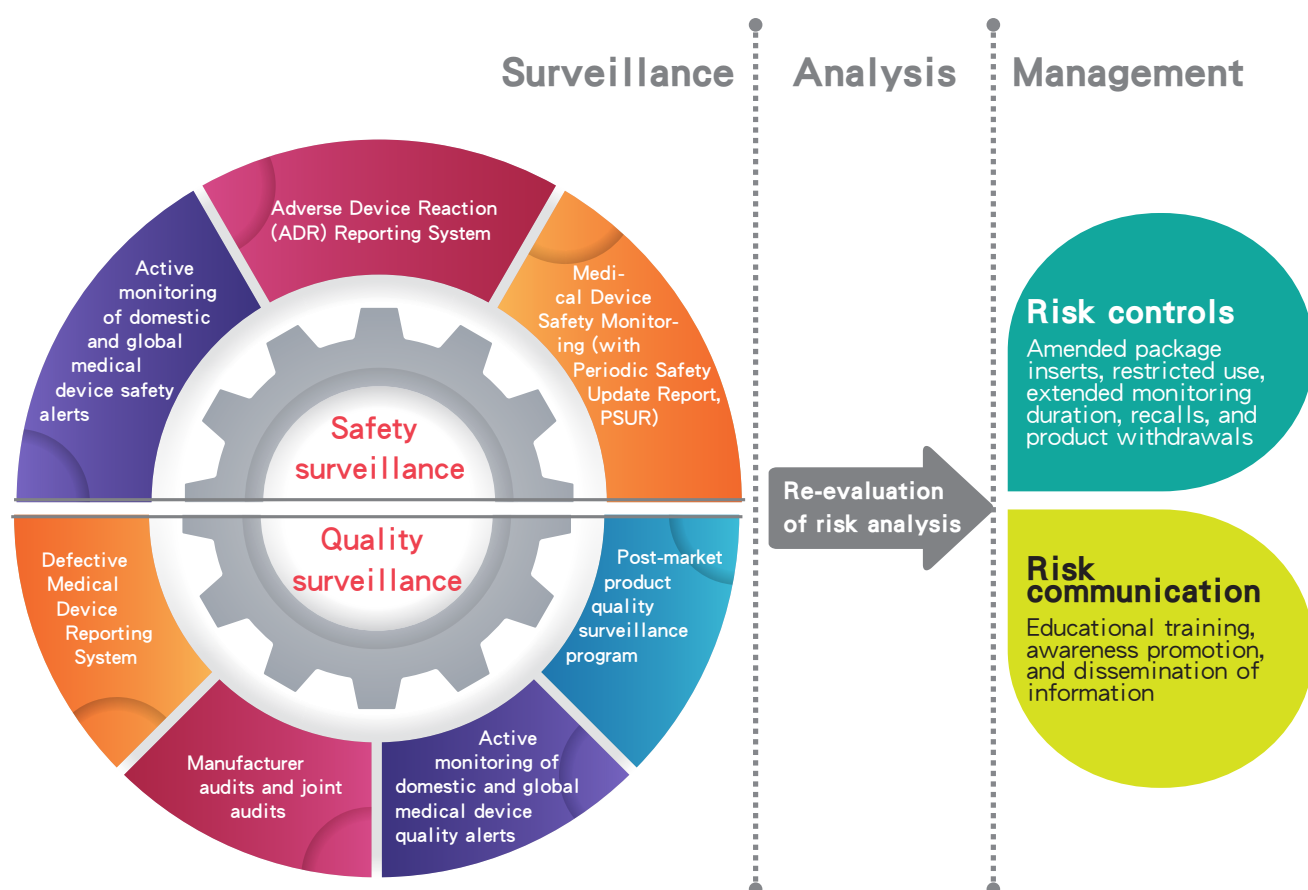 Surveillance
Analysis
Management
Adverse Device Reaction
(ADR) Reporting System
Active
monitoring
of domestic
and global
medical
device safety
alerts
Medi-
cal Device
Safety Monitor-
ing (with
Periodic Safety
Update Report,
PSUR)
Safety
surveillance
Quality
surveillance
Defective
Medical
Device
Reporting
System
Manufacturer
audits and joint
audits
Active
monitoring of
domestic and global
medical device
quality alerts
Post-market
product
quality
surveillance
program
Re-evaluation
of risk analysis
Risk controls
Amended package
inserts, restricted use,
extended monitoring
duration, recalls, and
product withdrawals
Risk
communication
Educational training,
awareness promotion,
and dissemination of
information